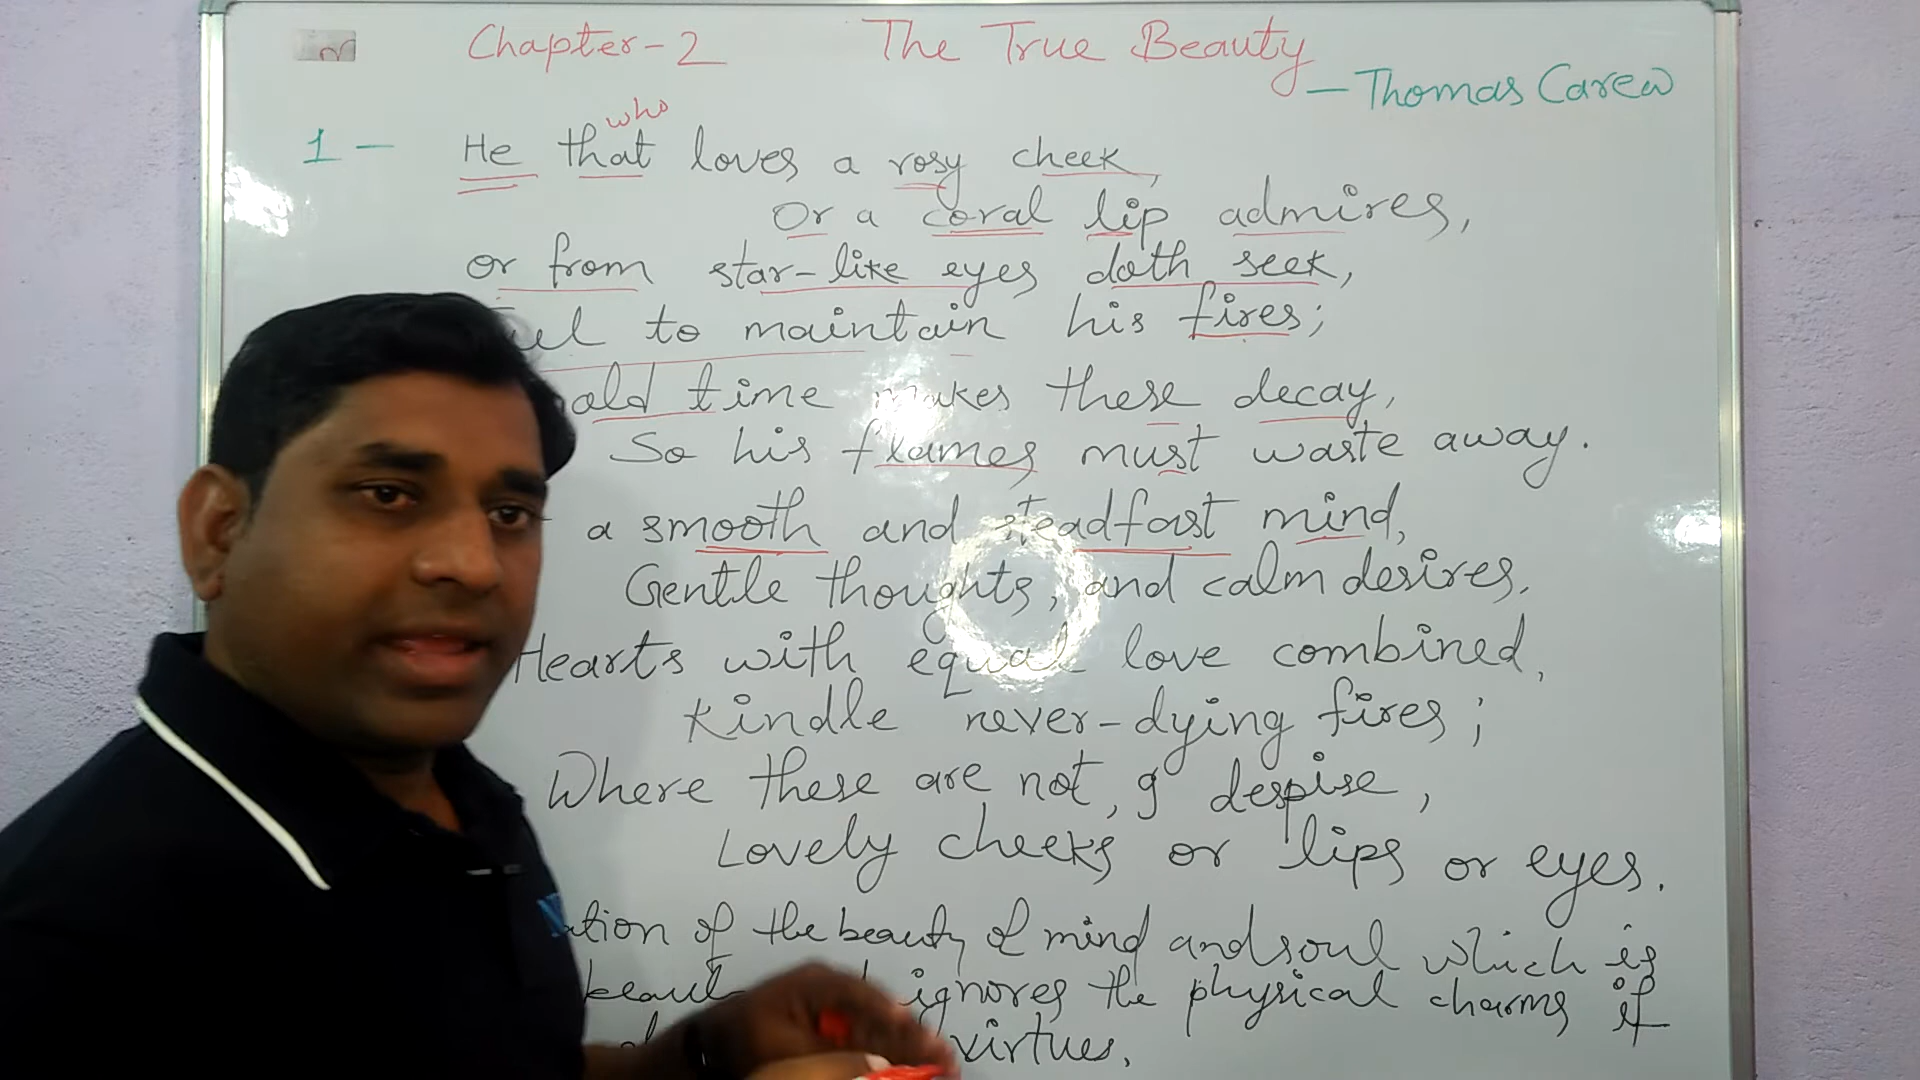 Chapter-2 The True Beauty
- Thomas Carew
who
1 - He that loves a rosy cheek,
Or a coral lip admires,
or from star-like eyes doth seek,
to maintain his fires;
old time makes these decay,
So his flames must waste away.
a smooth and steadfast mind,
Gentle thoughts, and calm desires,
Hearts with equal love combined,
Kindle never-dying fires;
Where these are not, I despise,
Lovely cheeks or lips or eyes.
of the beauty of mind and soul which is
ignores the physical charms if
virtues.